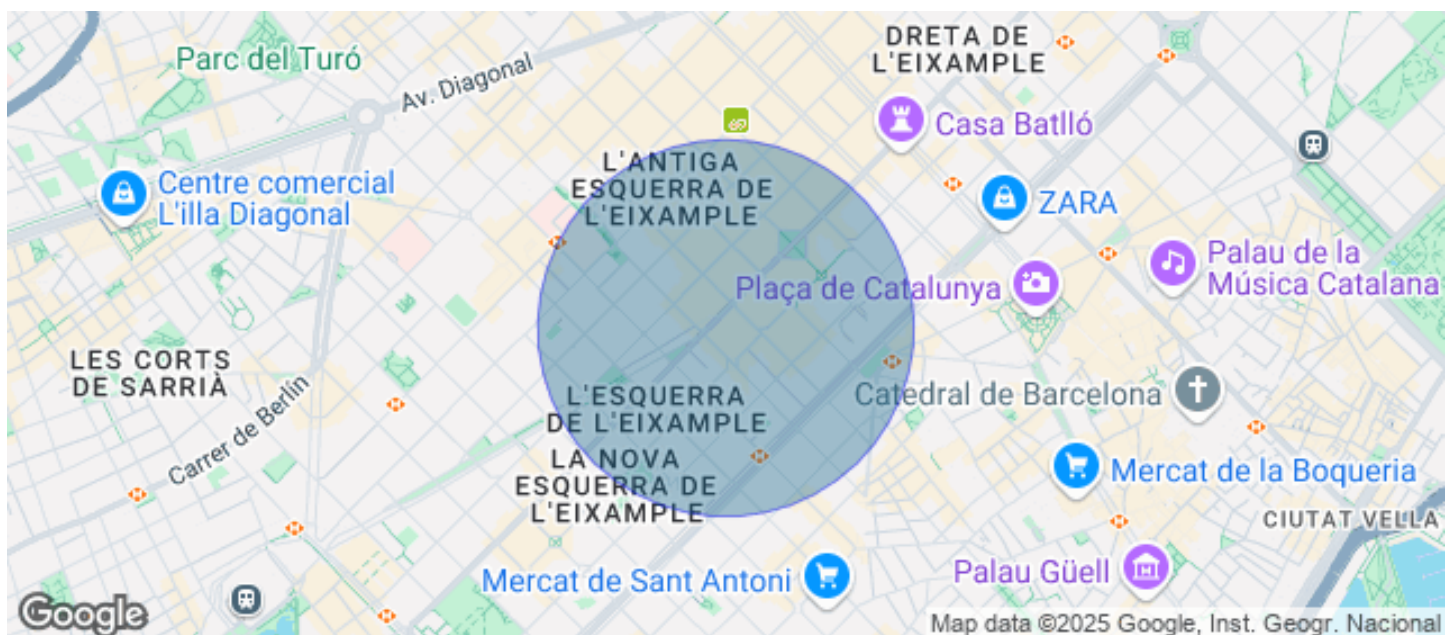 DRETA DE
L'EIXAMPLE
Parc del Turó
Av. Diagonal
Casa Batlló
L'ANTIGA
ESQUERRA DE
L'EIXAMPLE
Centre comercial
L'illa Diagonal
ZARA
Palau de la
Música Catalana
Plaça de Catalunya
LES CORTS
DE SARRIÀ
Carrer de Berlín
L'ESQUERRA
DE L'EIXAMPLE
Catedral de Barcelona
LA NOVA
ESQUERRA DE
L'EIXAMPLE
Mercat de la Boqueria
CIUTAT VELLA
Mercat de Sant Antoni
Palau Güell
Google
Map data ©2025 Google, Inst. Geogr. Nacional